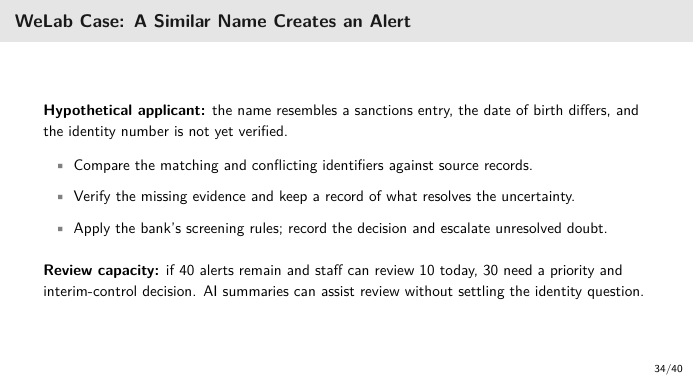 WeLab Case: A Similar Name Creates an Alert
Hypothetical applicant: the name resembles a sanctions entry, the date of birth differs, and
the identity number is not yet verified.
▪ Compare the matching and conflicting identifiers against source records.
▪ Verify the missing evidence and keep a record of what resolves the uncertainty.
▪ Apply the bank's screening rules; record the decision and escalate unresolved doubt.
Review capacity: if 40 alerts remain and staff can review 10 today, 30 need a priority and
interim-control decision. AI summaries can assist review without settling the identity question.
34/40